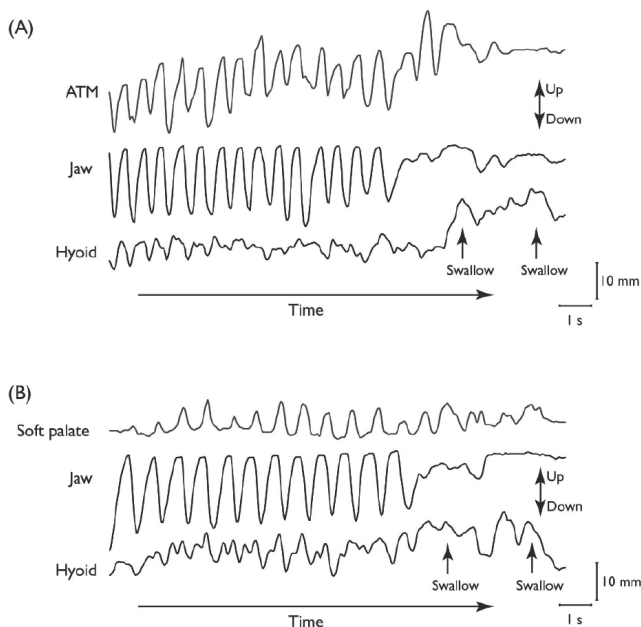 (A)
ATM
Up
Down
Jaw
Hyoid
Swallow
Swallow
10 mm
Time
1 s
(B)
Soft palate
Jaw
Up
Down
Hyoid
Swallow
Swallow
10 mm
Time
1 s